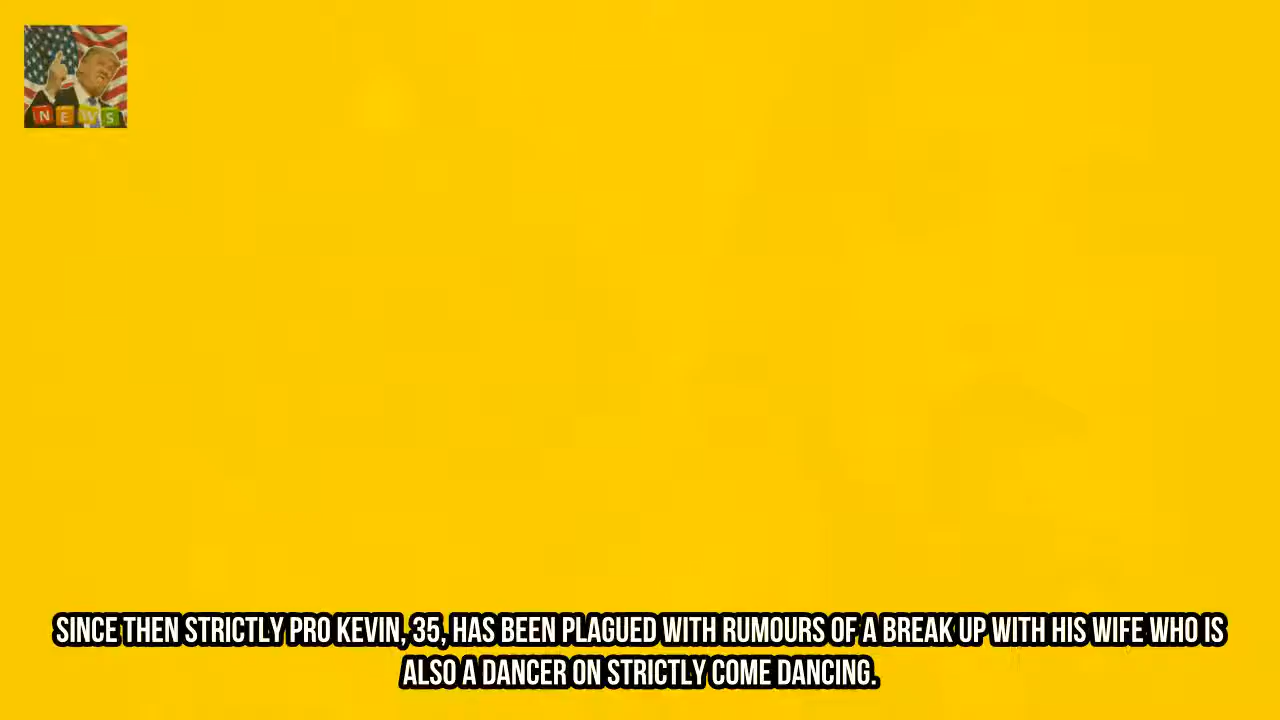 NEWS
SINCE THEN STRICTLY PRO KEVIN, 35, HAS BEEN PLAGUED WITH RUMOURS OF A BREAK UP WITH HIS WIFE WHO IS
ALSO A DANCER ON STRICTLY COME DANCING.